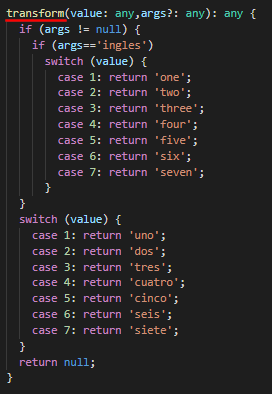 transform(value: any,args?: any): any {
  if (args != null) {
    if (args=='ingles')
      switch (value) {
        case 1: return 'one';
        case 2: return 'two';
        case 3: return 'three';
        case 4: return 'four';
        case 5: return 'five';
        case 6: return 'six';
        case 7: return 'seven';
      }
  }
  switch (value) {
    case 1: return 'uno';
    case 2: return 'dos';
    case 3: return 'tres';
    case 4: return 'cuatro';
    case 5: return 'cinco';
    case 6: return 'seis';
    case 7: return 'siete';
  }
  return null;
}